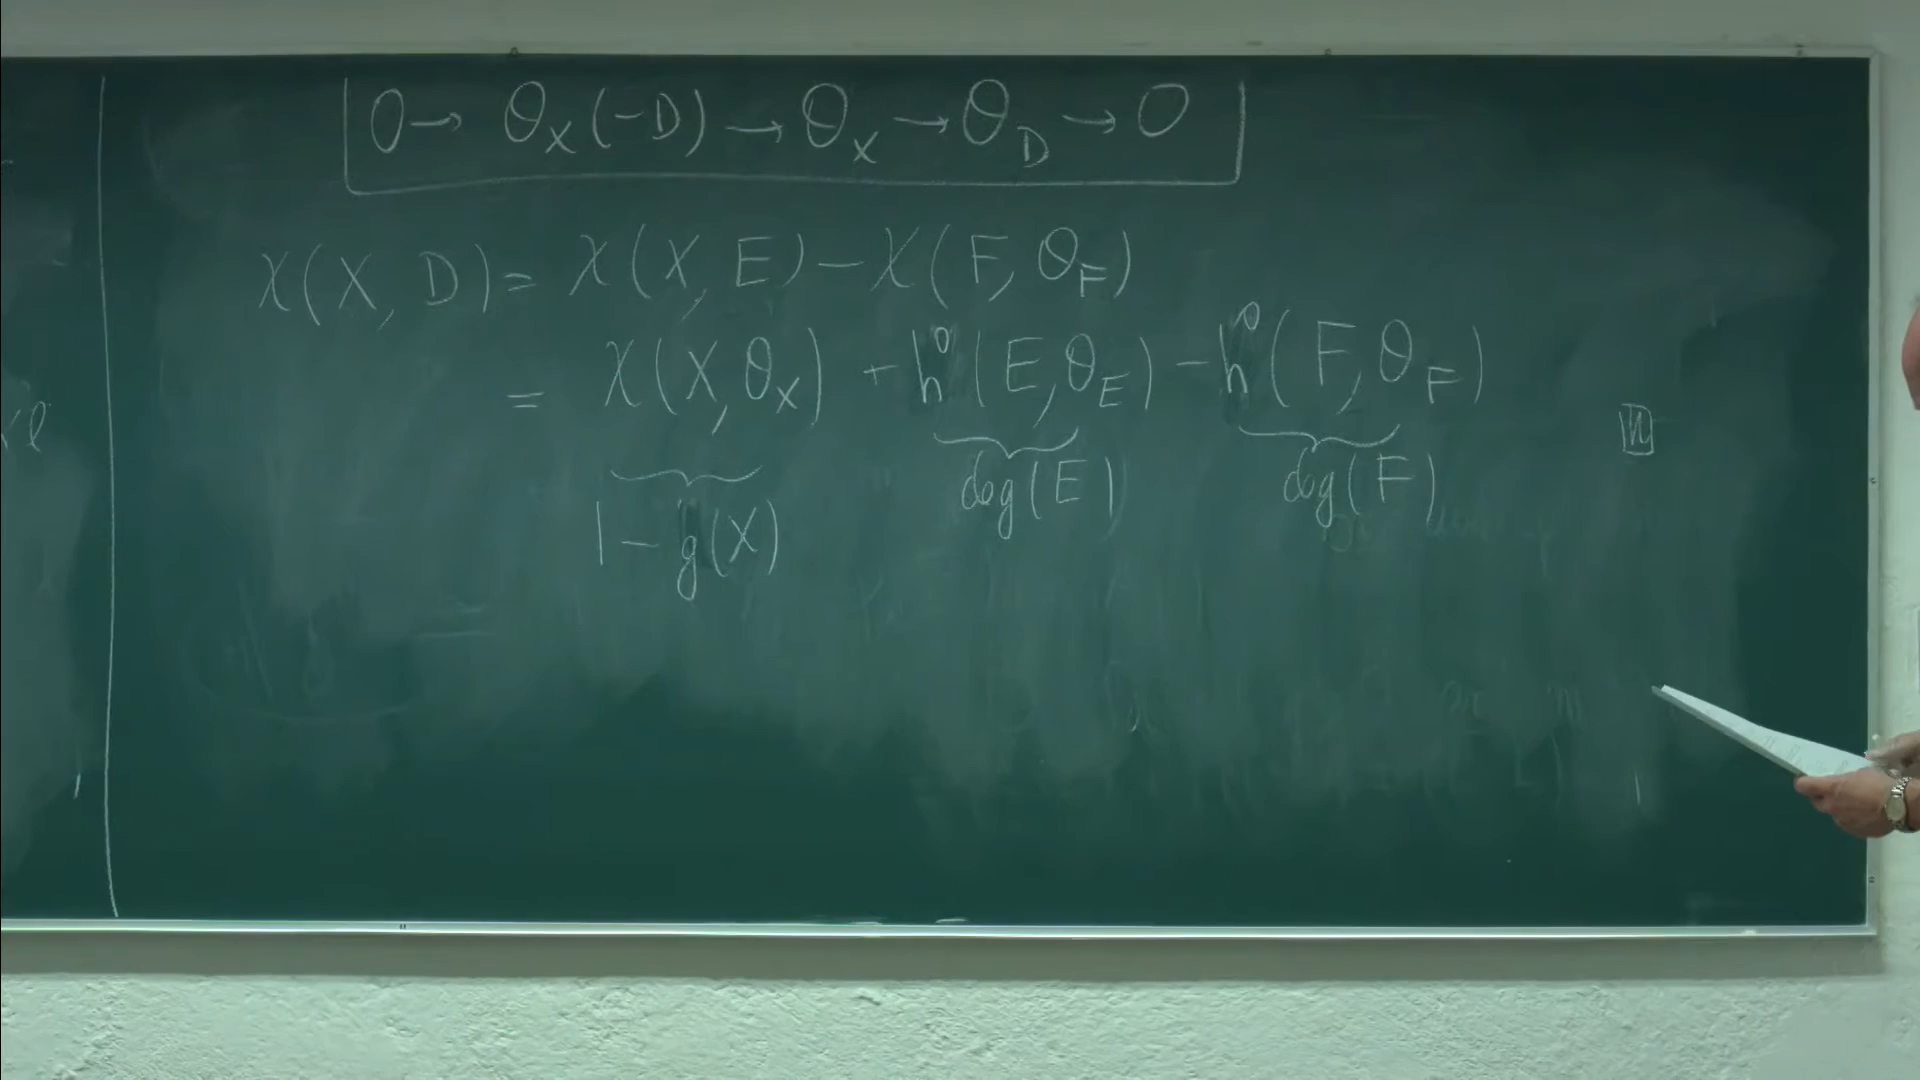 0 → O_X(-D) → O_X → O_D → 0
χ(X, D) = χ(X, E) - χ(F, O_F)
= χ(X, O_X) + h⁰(E, O_E) - h⁰(F, O_F)
1 - g(X) deg(E) deg(F)